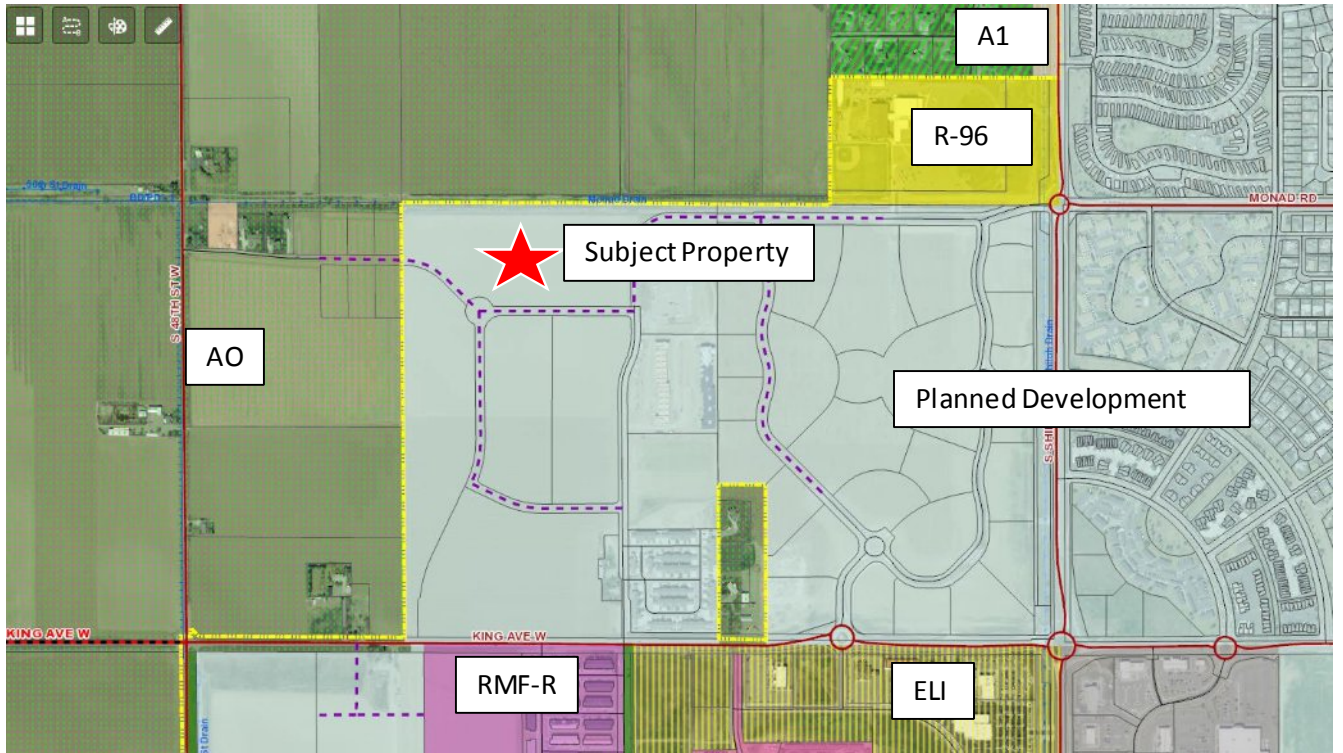 A1
R-96
MONAD RD
Subject Property
S 48TH ST W
AO
Planned Development
KING AVE W
KING AVE W
RMF-R
ELI